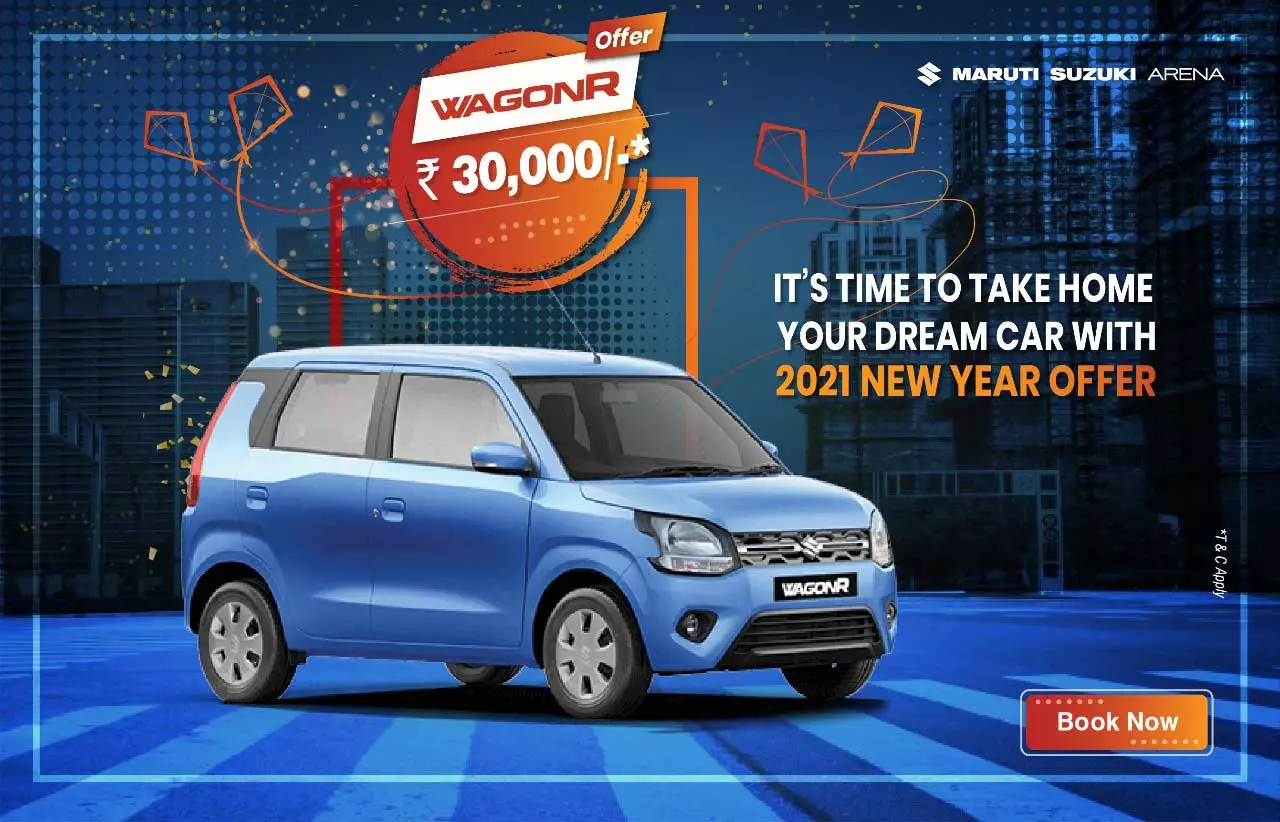 Offer
WAGONR
₹ 30,000/-*
MARUTI SUZUKI ARENA
IT'S TIME TO TAKE HOME
YOUR DREAM CAR WITH
2021 NEW YEAR OFFER
WAGONR
*T & C Apply
Book Now